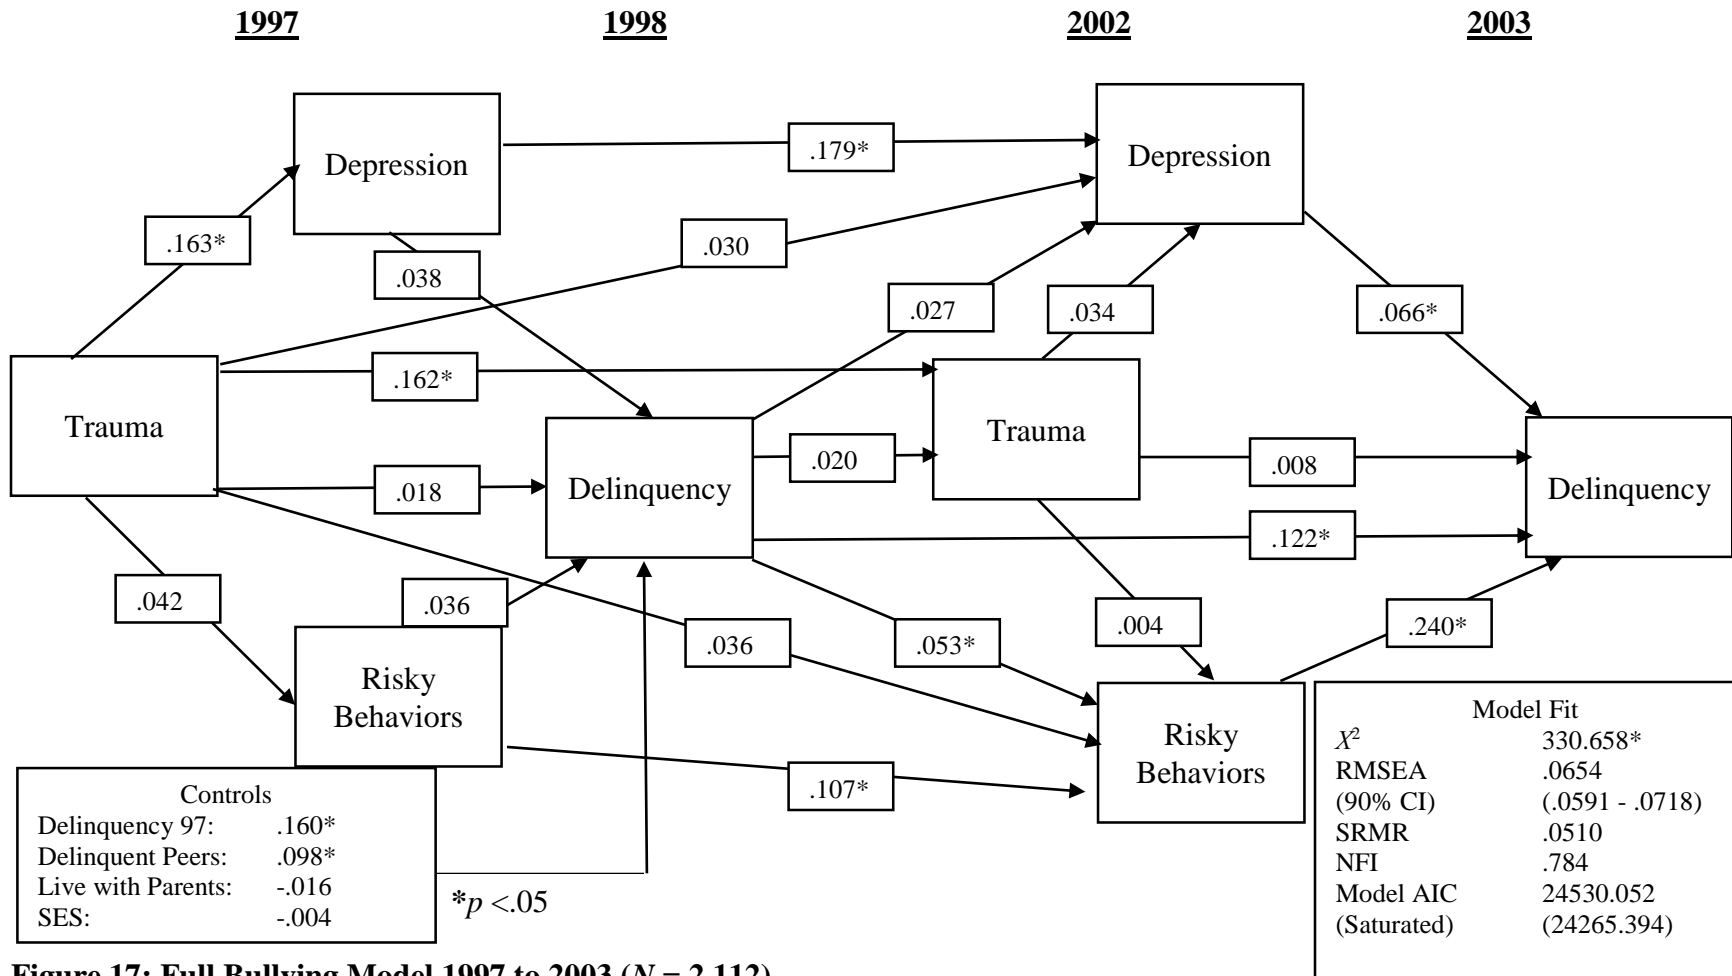 1997 1998 2002 2003
Depression
Depression
.179*
.163*
.030
.038
.027
.034
.066*
.162*
Trauma
Trauma
.020
.008
.018
Delinquency
Delinquency
.122*
.042
.036
.036
.053*
.004
.240*
Risky
Behaviors
Risky
Behaviors
.107*
Controls
Delinquency 97: .160*
Delinquent Peers: .098*
Live with Parents: -.016
SES: -.004
*p <.05
Model Fit
X² 330.658*
RMSEA .0654
(90% CI) (.0591 - .0718)
SRMR .0510
NFI .784
Model AIC 24530.052
(Saturated) (24265.394)
Figure 17: Full Bullying Model 1997 to 2003 (N = 2,112)